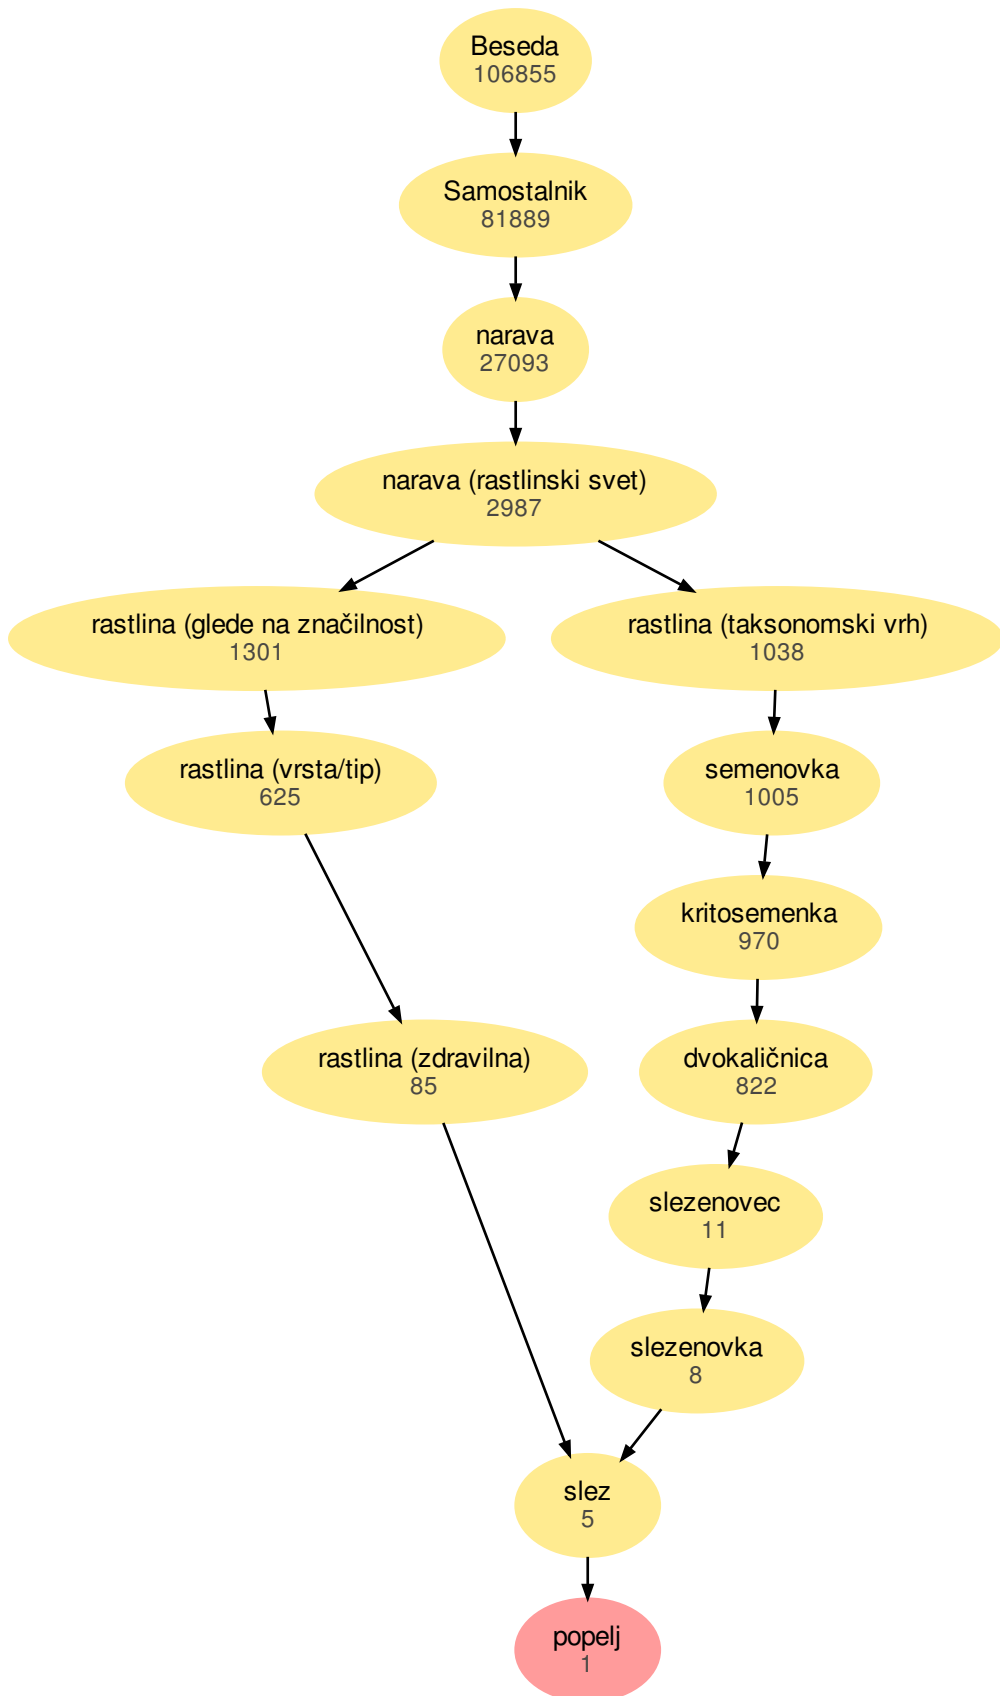 Beseda
106855
Samostalnik
81889
narava
27093
narava (rastlinski svet)
2987
rastlina (glede na značilnost)
1301
rastlina (taksonomski vrh)
1038
rastlina (vrsta/tip)
625
semenovka
1005
kritosemenka
970
rastlina (zdravilna)
85
dvokaličnica
822
slezenovec
11
slezenovka
8
slez
5
popelj
1